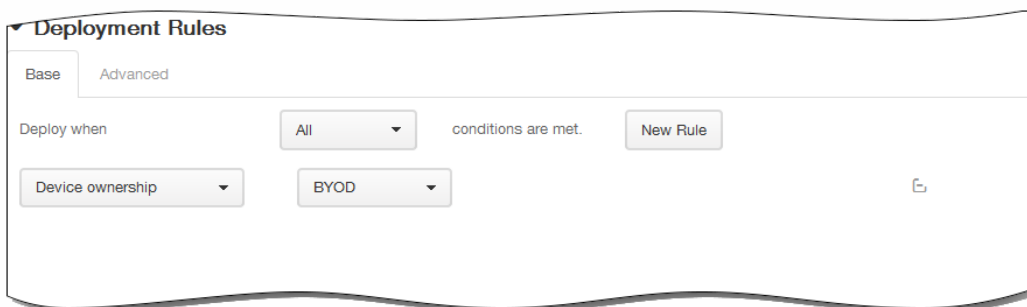 Deployment Rules
Base Advanced
Deploy when All conditions are met. New Rule
Device ownership BYOD